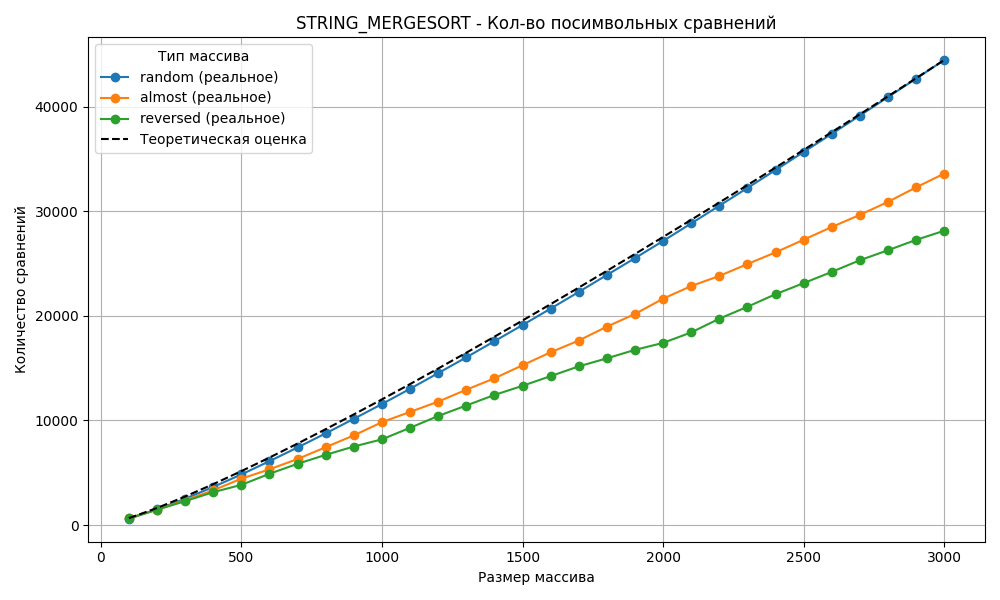 STRING_MERGESORT - Кол-во посимвольных сравнений
Тип массива
random (реальное)
almost (реальное)
reversed (реальное)
Теоретическая оценка
Количество сравнений
40000
30000
20000
10000
0
0
500
1000
1500
2000
2500
3000
Размер массива